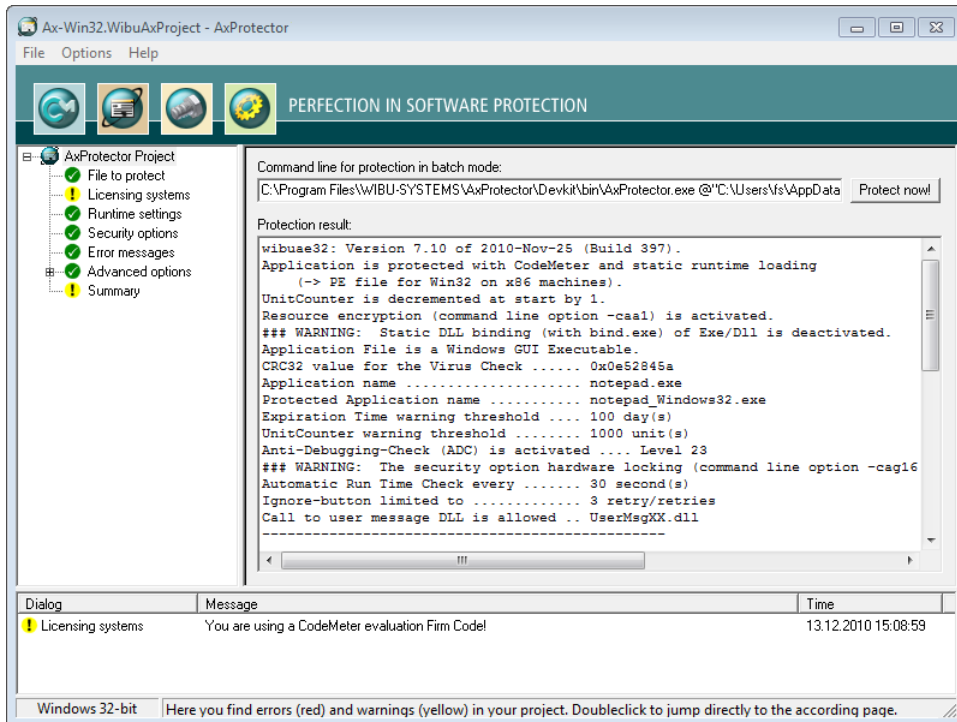 Ax-Win32.WibuAxProject - AxProtector
File Options Help
PERFECTION IN SOFTWARE PROTECTION
AxProtector Project
File to protect
Licensing systems
Runtime settings
Security options
Error messages
Advanced options
Summary
Command line for protection in batch mode:
C:\Program Files\WIBU-SYSTEMS\AxProtector\Devkit\bin\AxProtector.exe @"C:\Users\fs\AppData
Protect now!
Protection result:
wibuae32: Version 7.10 of 2010-Nov-25 (Build 397).
Application is protected with CodeMeter and static runtime loading
(-> PE file for Win32 on x86 machines).
UnitCounter is decremented at start by 1.
Resource encryption (command line option -caa1) is activated.
### WARNING: Static DLL binding (with bind.exe) of Exe/Dll is deactivated.
Application File is a Windows GUI Executable.
CRC32 value for the Virus Check ...... 0x0e52845a
Application name ..................... notepad.exe
Protected Application name ........... notepad_Windows32.exe
Expiration Time warning threshold .... 100 day(s)
UnitCounter warning threshold ........ 1000 unit(s)
Anti-Debugging-Check (ADC) is activated .... Level 23
### WARNING: The security option hardware locking (command line option -cag16
Automatic Run Time Check every ....... 30 second(s)
Ignore-button limited to ............. 3 retry/retries
Call to user message DLL is allowed .. UserMsgXX.dll
------------------------------------------------
Dialog Message Time
Licensing systems You are using a CodeMeter evaluation Firm Code! 13.12.2010 15:08:59
Windows 32-bit Here you find errors (red) and warnings (yellow) in your project. Doubleclick to jump directly to the according page.